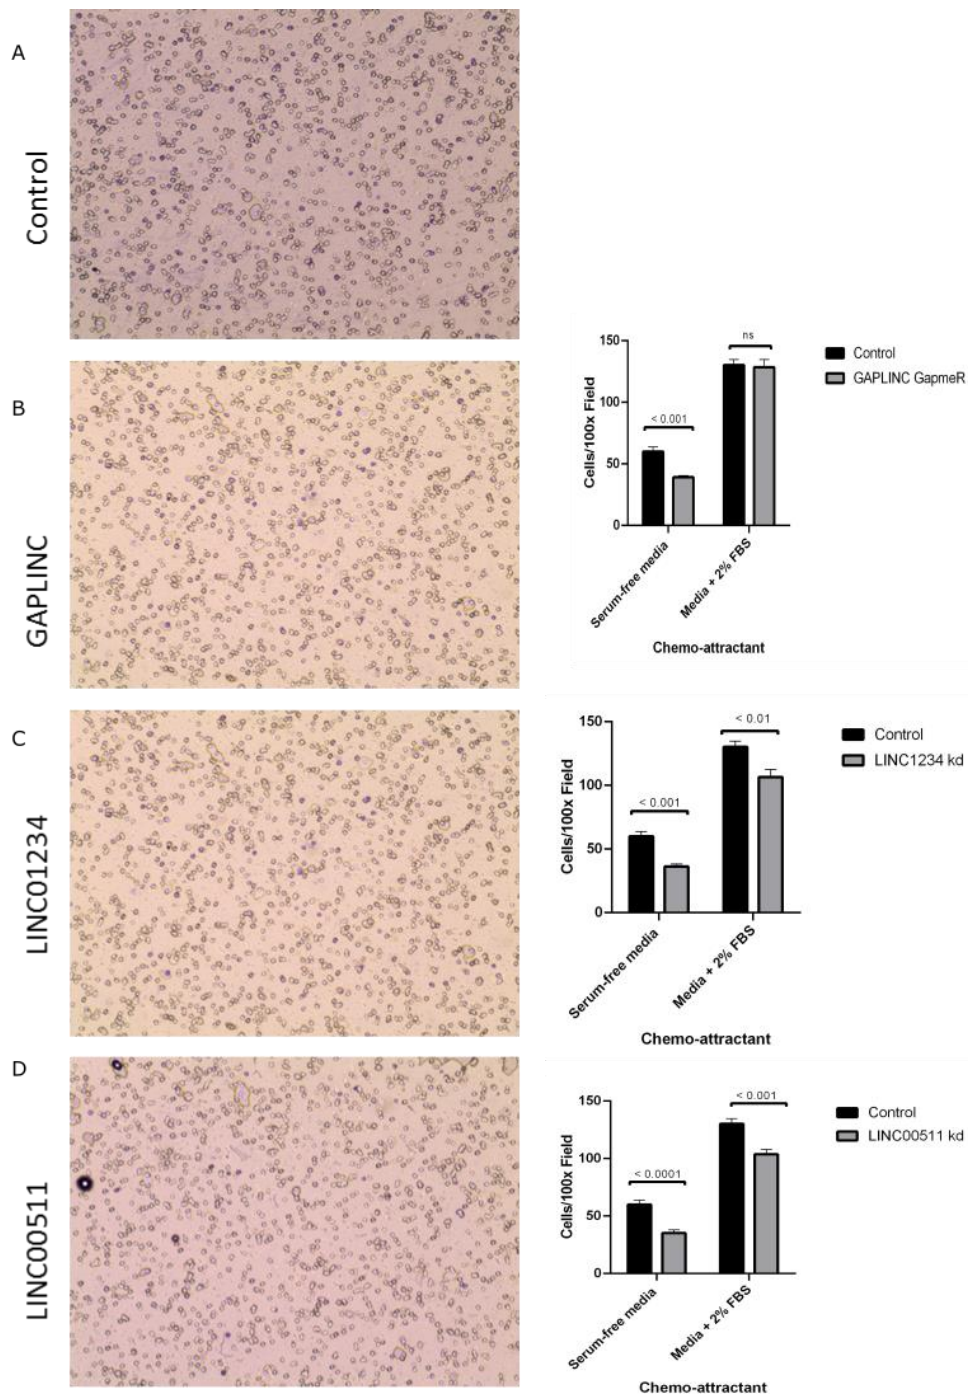 A
Control
B
GAPLINC
150
100
50
0
Cells/100x Field
< 0.001
ns
Control
GAPLINC GapmeR
Serum-free media
Media + 2% FBS
Chemo-attractant
C
LINC01234
150
100
50
0
Cells/100x Field
< 0.001
< 0.01
Control
LINC1234 kd
Serum-free media
Media + 2% FBS
Chemo-attractant
D
LINC00511
150
100
50
0
Cells/100x Field
< 0.0001
< 0.001
Control
LINC00511 kd
Serum-free media
Media + 2% FBS
Chemo-attractant